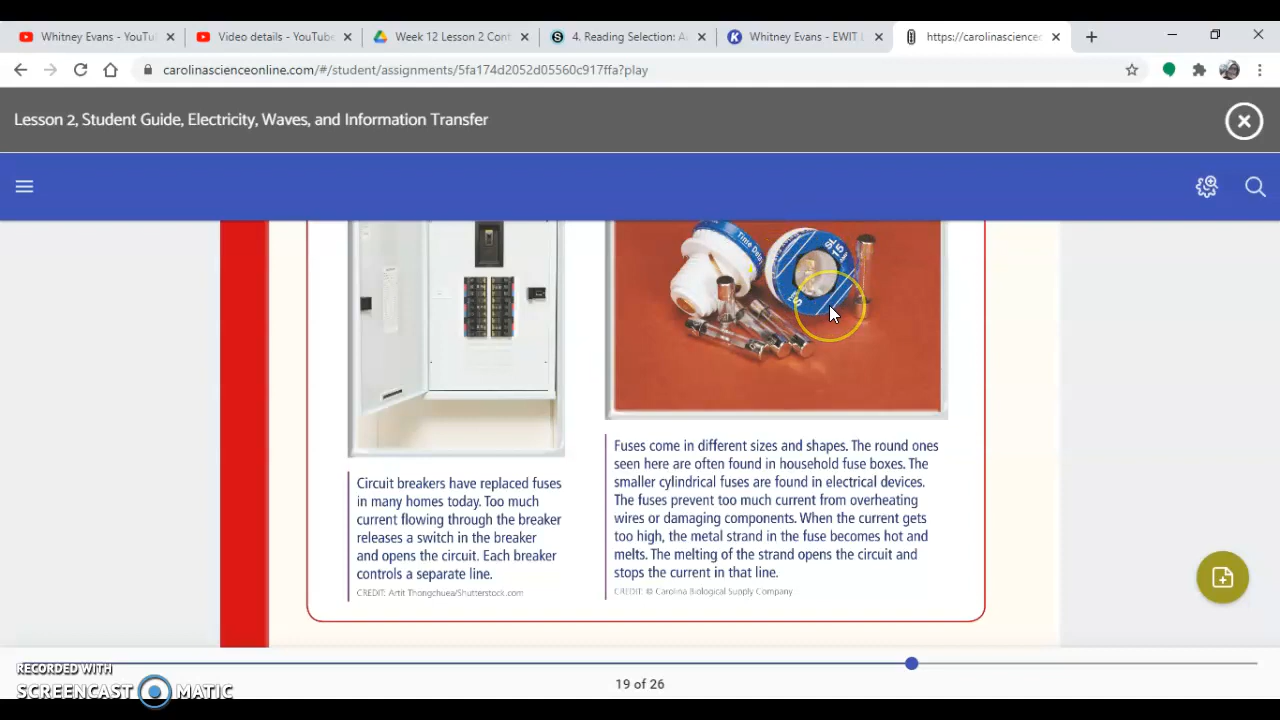 Whitney Evans - YouTu
Video details - YouTube
Week 12 Lesson 2 Cont
4. Reading Selection: A
Whitney Evans - EWIT L
https://carolinascience
carolinascienceonline.com/#/student/assignments/5fa174d2052d05560c917ffa?play
Lesson 2, Student Guide, Electricity, Waves, and Information Transfer
Time Delay
15
Circuit breakers have replaced fuses
in many homes today. Too much
current flowing through the breaker
releases a switch in the breaker
and opens the circuit. Each breaker
controls a separate line.
CREDIT: Artit Thongchuea/Shutterstock.com
Fuses come in different sizes and shapes. The round ones
seen here are often found in household fuse boxes. The
smaller cylindrical fuses are found in electrical devices.
The fuses prevent too much current from overheating
wires or damaging components. When the current gets
too high, the metal strand in the fuse becomes hot and
melts. The melting of the strand opens the circuit and
stops the current in that line.
CREDIT: © Carolina Biological Supply Company
19 of 26
RECORDED WITH
SCREENCAST MATIC